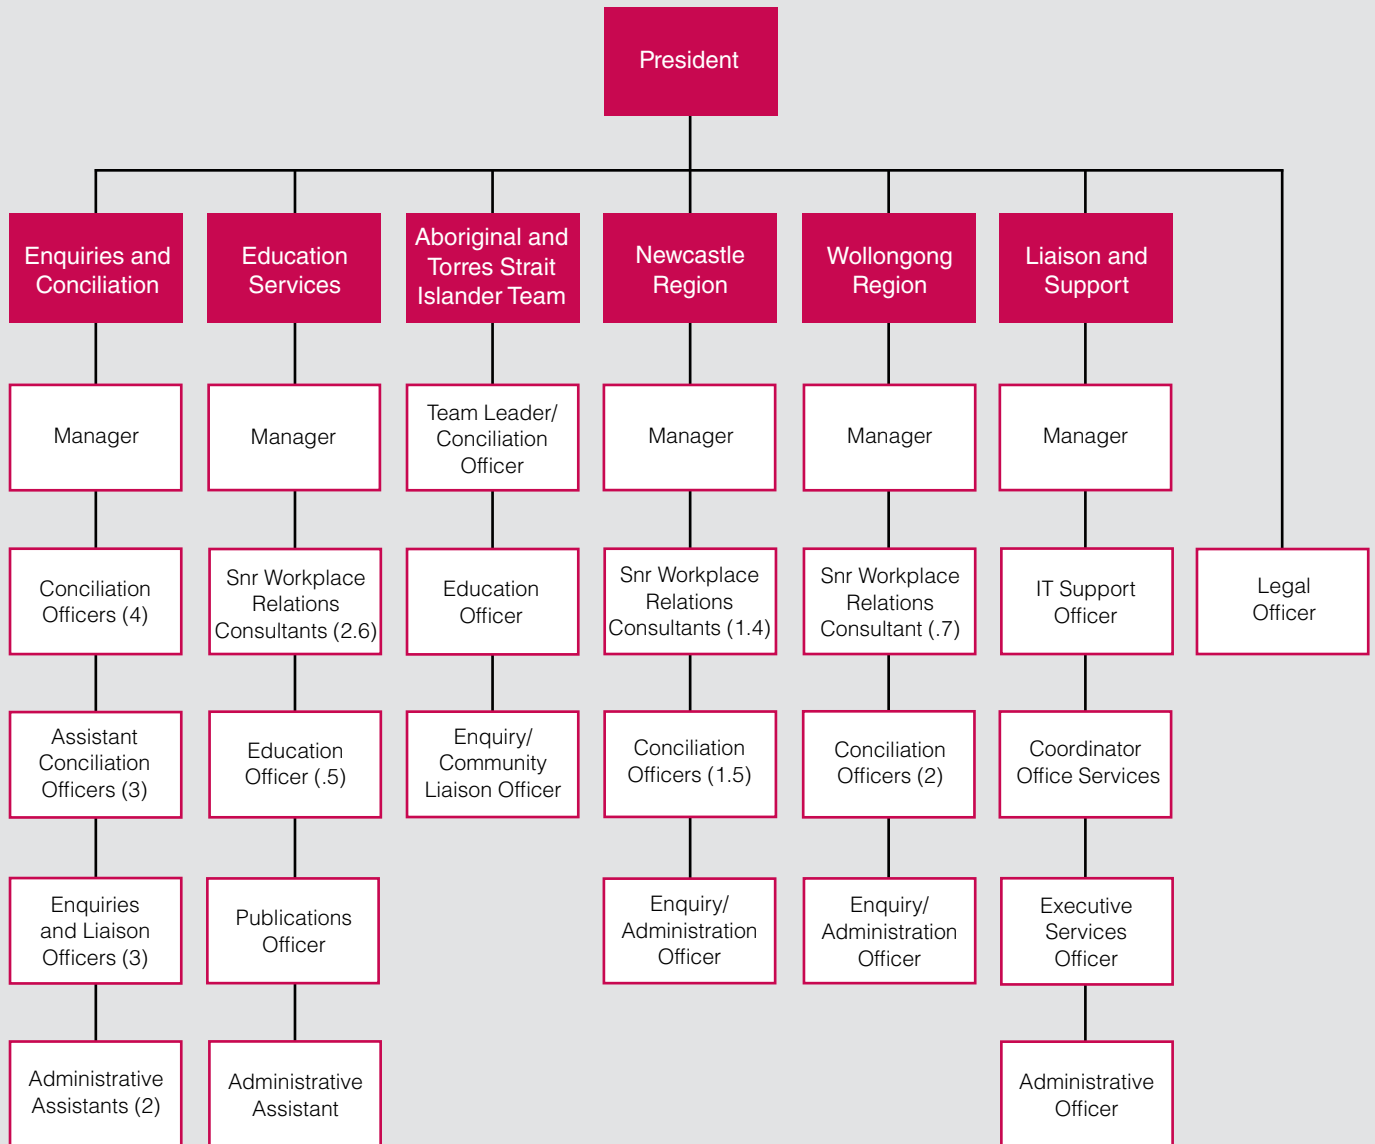 President
Enquiries and
Conciliation
Education
Services
Aboriginal and
Torres Strait
Islander Team
Newcastle
Region
Wollongong
Region
Liaison and
Support
Manager
Manager
Team Leader/
Conciliation
Officer
Manager
Manager
Manager
Conciliation
Officers (4)
Snr Workplace
Relations
Consultants (2.6)
Education
Officer
Snr Workplace
Relations
Consultants (1.4)
Snr Workplace
Relations
Consultant (.7)
IT Support
Officer
Legal
Officer
Assistant
Conciliation
Officers (3)
Education
Officer (.5)
Enquiry/
Community
Liaison Officer
Conciliation
Officers (1.5)
Conciliation
Officers (2)
Coordinator
Office Services
Enquiries
and Liaison
Officers (3)
Publications
Officer
Enquiry/
Administration
Officer
Enquiry/
Administration
Officer
Executive
Services
Officer
Administrative
Assistants (2)
Administrative
Assistant
Administrative
Officer